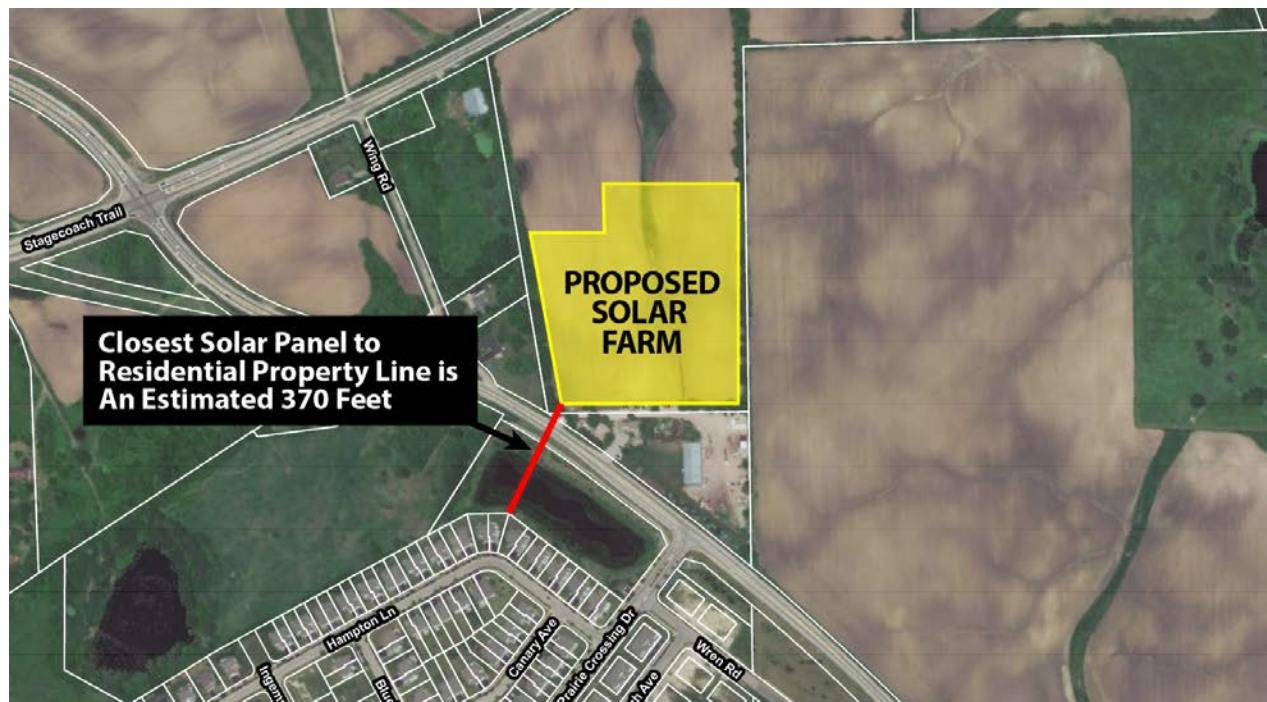 Wing Rd
Stagecoach Trail
PROPOSED
SOLAR
FARM
Closest Solar Panel to
Residential Property Line is
An Estimated 370 Feet
Hampton Ln
Canary Ave
Prairie Crossing Dr
Wren Rd
Ave